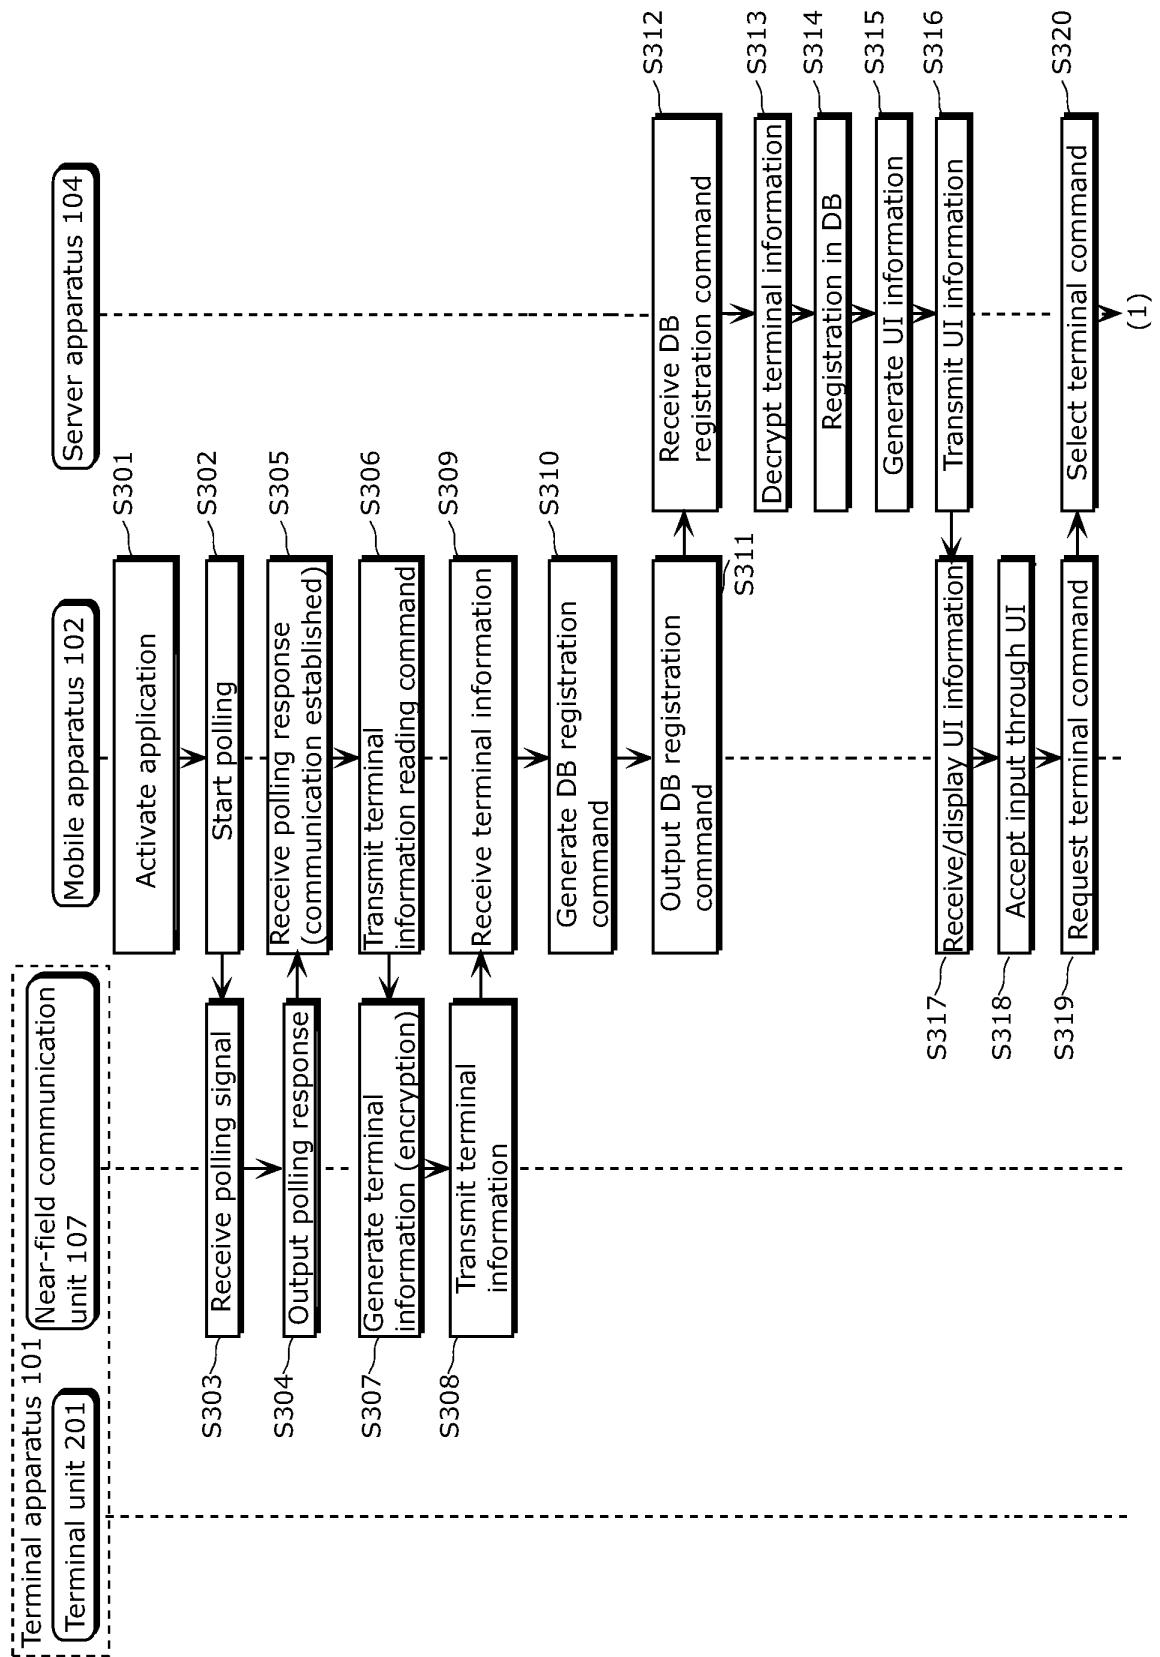 Terminal apparatus 101
Terminal unit 201
Near-field communication
unit 107
Mobile apparatus 102
Server apparatus 104
Activate application
S301
Start polling
S302
S303
Receive polling signal
S304
Output polling response
Receive polling response
(communication established)
S305
Transmit terminal
information reading command
S306
S307
Generate terminal
information (encryption)
S308
Transmit terminal
information
Receive terminal information
S309
Generate DB registration
command
S310
Output DB registration
command
S311
Receive DB
registration command
S312
Decrypt terminal information
S313
Registration in DB
S314
Generate UI information
S315
Transmit UI information
S316
S317
Receive/display UI information
S318
Accept input through UI
S319
Request terminal command
Select terminal command
S320
(1)